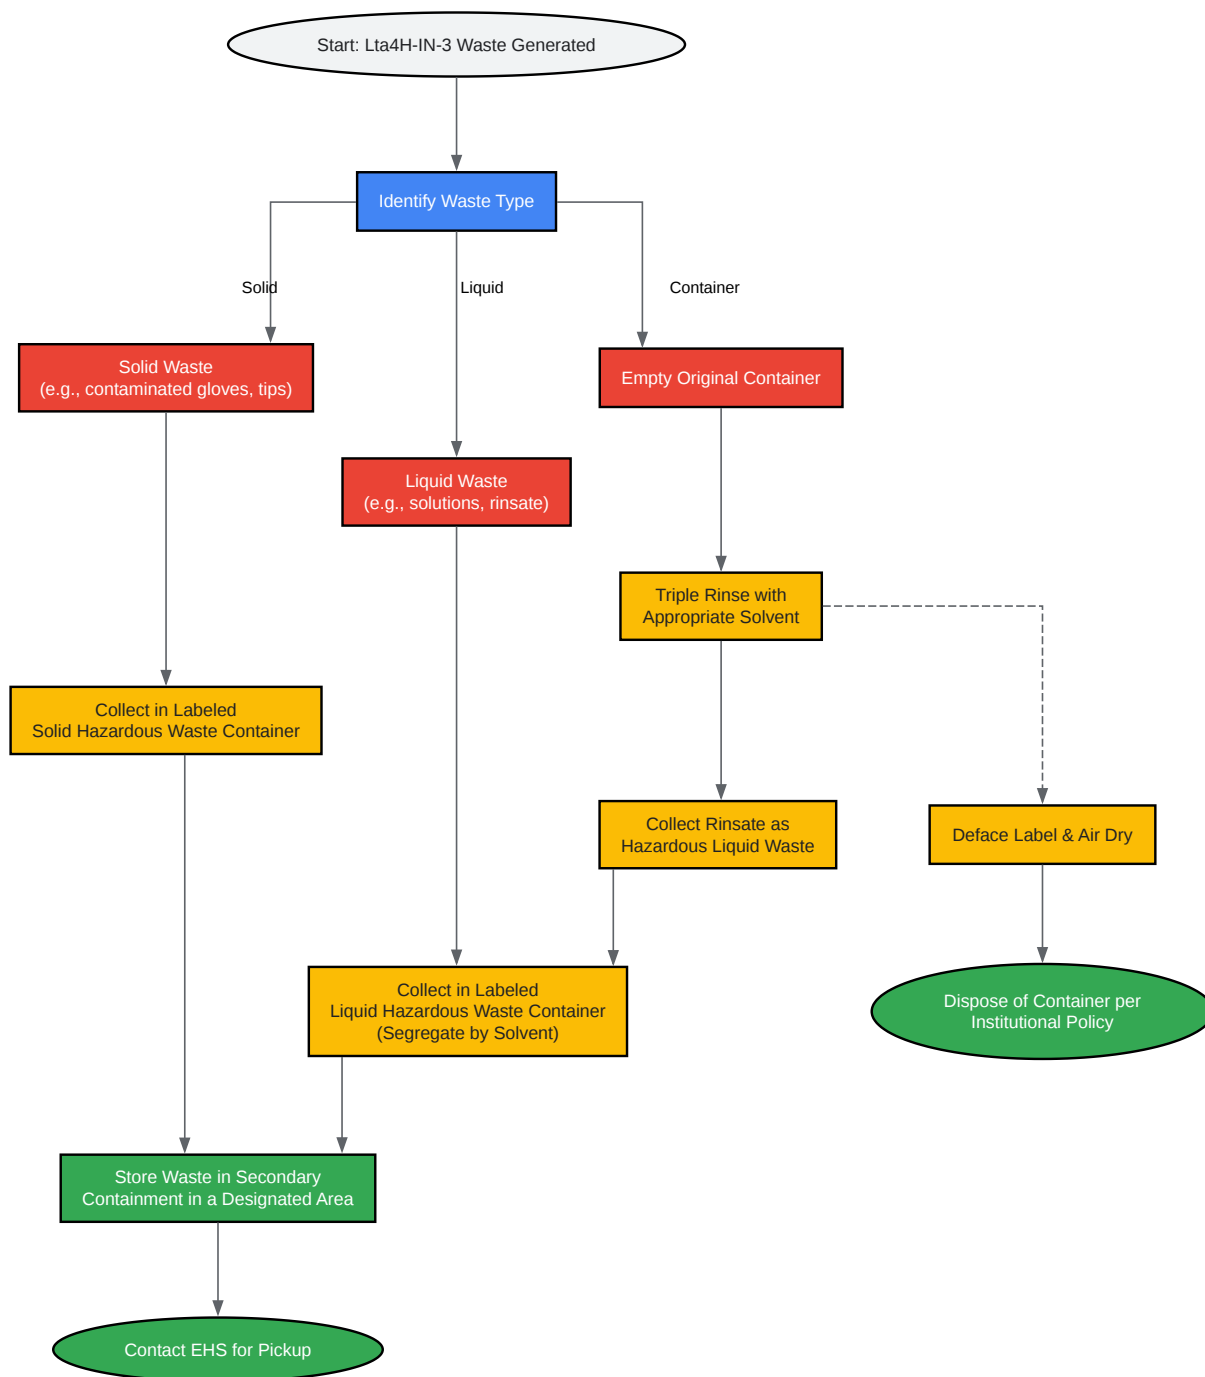 Start: Lta4H-IN-3 Waste Generated
Identify Waste Type
Solid
Liquid
Container
Solid Waste
(e.g., contaminated gloves, tips)
Empty Original Container
Liquid Waste
(e.g., solutions, rinsate)
Triple Rinse with
Appropriate Solvent
Collect in Labeled
Solid Hazardous Waste Container
Collect Rinsate as
Hazardous Liquid Waste
Deface Label & Air Dry
Collect in Labeled
Liquid Hazardous Waste Container
(Segregate by Solvent)
Dispose of Container per
Institutional Policy
Store Waste in Secondary
Containment in a Designated Area
Contact EHS for Pickup